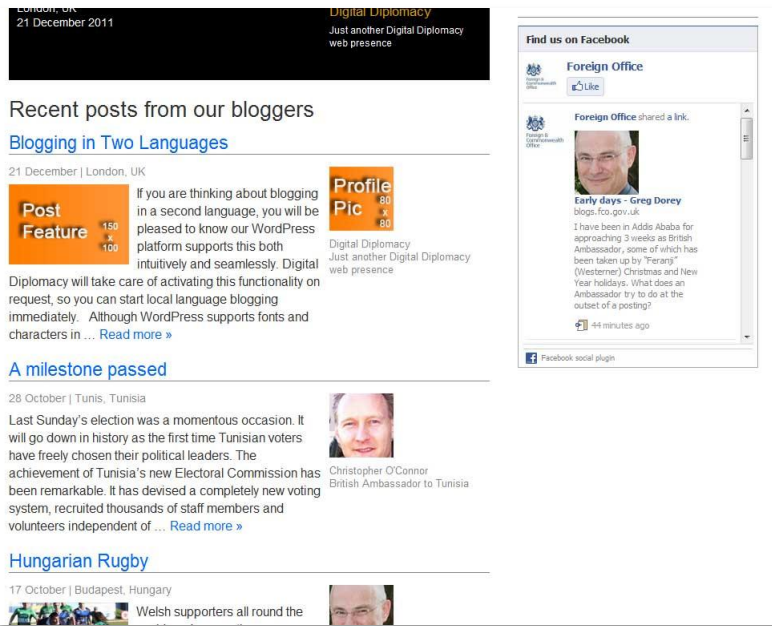 London, UK
21 December 2011
Digital Diplomacy
Just another Digital Diplomacy
web presence
Recent posts from our bloggers
Blogging in Two Languages
21 December | London, UK
Post
Feature
150
x
100
If you are thinking about blogging
in a second language, you will be
pleased to know our WordPress
platform supports this both
intuitively and seamlessly. Digital
Diplomacy will take care of activating this functionality on
request, so you can start local language blogging
immediately. Although WordPress supports fonts and
characters in … Read more »
Profile
Pic
80
x
80
Digital Diplomacy
Just another Digital Diplomacy
web presence
A milestone passed
28 October | Tunis, Tunisia
Last Sunday's election was a momentous occasion. It
will go down in history as the first time Tunisian voters
have freely chosen their political leaders. The
achievement of Tunisia's new Electoral Commission has
been remarkable. It has devised a completely new voting
system, recruited thousands of staff members and
volunteers independent of … Read more »
Christopher O'Connor
British Ambassador to Tunisia
Hungarian Rugby
17 October | Budapest, Hungary
Welsh supporters all round the
Find us on Facebook
Foreign &
Commonwealth
Office
Foreign Office
Like
Foreign &
Commonwealth
Office
Foreign Office shared a link.
Early days - Greg Dorey
blogs.fco.gov.uk
I have been in Addis Ababa for
approaching 3 weeks as British
Ambassador, some of which has
been taken up by "Feranji"
(Westerner) Christmas and New
Year holidays. What does an
Ambassador try to do at the
outset of a posting?
44 minutes ago
Facebook social plugin